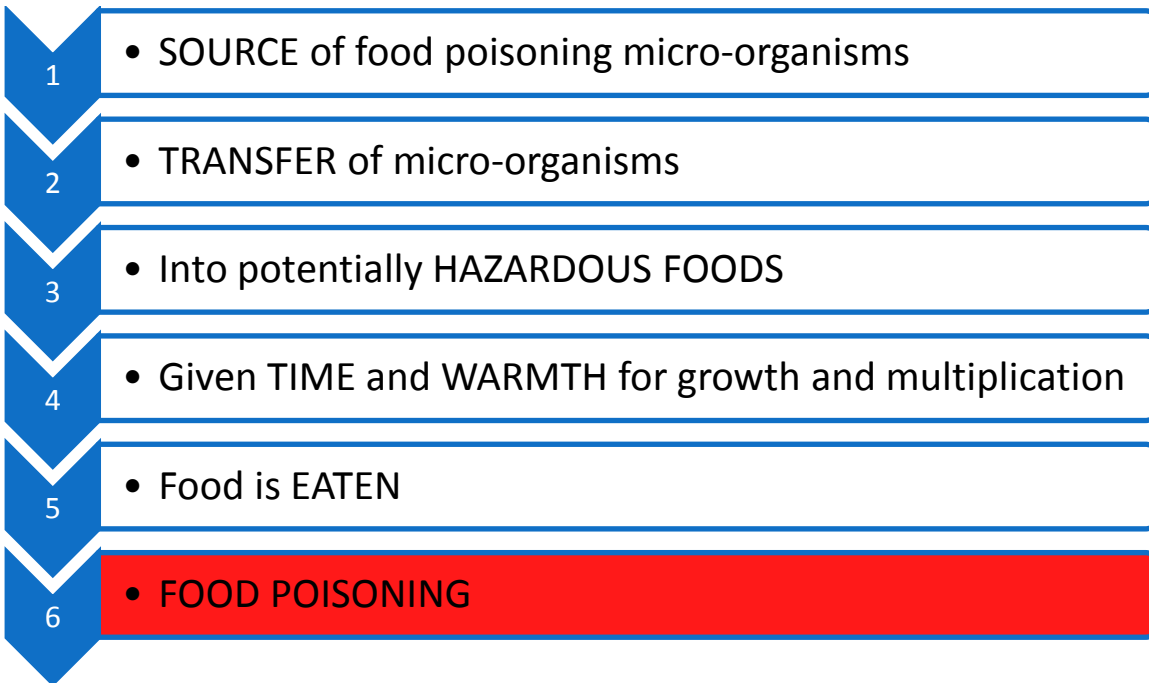 1
• SOURCE of food poisoning micro-organisms
2
• TRANSFER of micro-organisms
3
• Into potentially HAZARDOUS FOODS
4
• Given TIME and WARMTH for growth and multiplication
5
• Food is EATEN
6
• FOOD POISONING